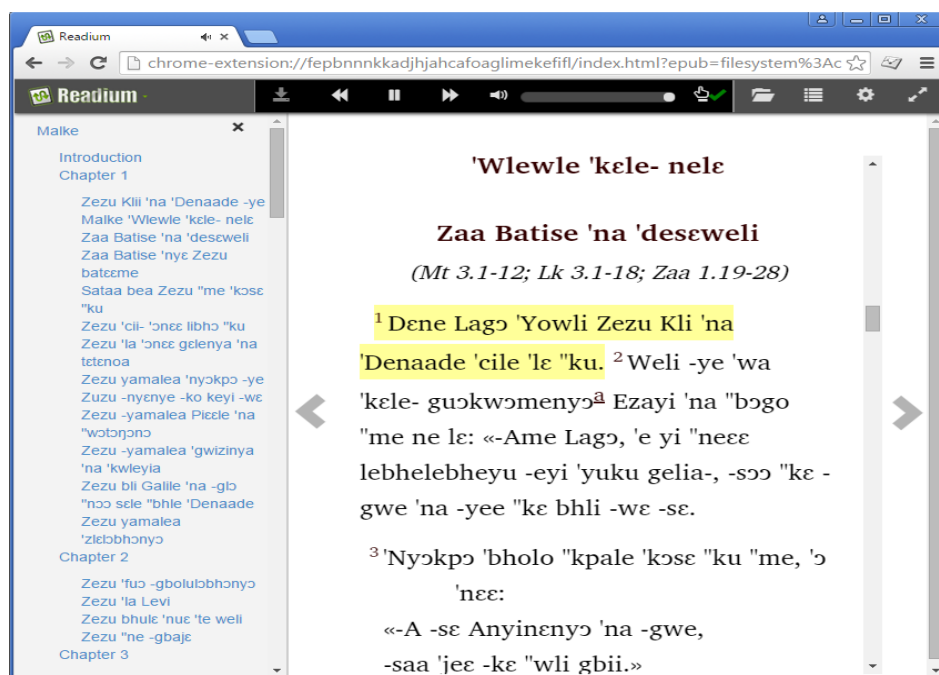 Readium
chrome-extension://fepbnnnkkadjhjahcafoaglimekefifl/index.html?epub=filesystem%3Ac
Readium
Malke
Introduction
Chapter 1
Zezu Klii 'na 'Denaade -ye
Malke 'Wlewle 'kɛle- nelɛ
Zaa Batise 'na 'desɛweli
Zaa Batise 'nyɛ Zezu
batɛɛme
Sataa bea Zezu "me 'kɔsɛ
"ku
Zezu 'cii- 'ɔnɛɛ libhɔ "ku
Zezu 'la 'ɔnɛɛ gɛlenya 'na
tɛtɛnoa
Zezu yamalea 'nyɔkpɔ -ye
Zuzu -nyɛnye -ko keyi -wɛ
Zezu -yamalea Piɛɛle 'na
"wɔtɔŋɔnɔ
Zezu -yamalea 'gwizinya
'na 'kwleyia
Zezu bli Galile 'na -glɔ
"nɔɔ sɛle "bhle 'Denaade
Zezu yamalea
'zlɛbɔbhɔnyɔ
Chapter 2
Zezu 'fuɔ -gbolulɔbhɔnyɔ
Zezu 'la Levi
Zezu bhulɛ 'nuɛ 'te weli
Zezu "ne -gbajɛ
Chapter 3
'Wlewle 'kɛle- nelɛ
Zaa Batise 'na 'desɛweli
(Mt 3.1-12; Lk 3.1-18; Zaa 1.19-28)
1 Dɛne Lagɔ 'Yowli Zezu Kli 'na
'Denaade 'cile 'lɛ "ku. 2 Weli -ye 'wa
'kɛle- guɔkwɔmenyɔa Ezayi 'na "bɔgo
"me ne lɛ: «-Ame Lagɔ, 'e yi "neɛɛ
lebhelebheyu -eyi 'yuku gelia-, -sɔɔ "kɛ -
gwe 'na -yee "kɛ bhli -wɛ -sɛ.
3 'Nyɔkpɔ 'bholo "kpale 'kɔsɛ "ku "me, 'ɔ
'nɛɛ:
«-A -sɛ Anyinɛnyɔ 'na -gwe,
-saa 'jeɛ -kɛ "wli gbii.»